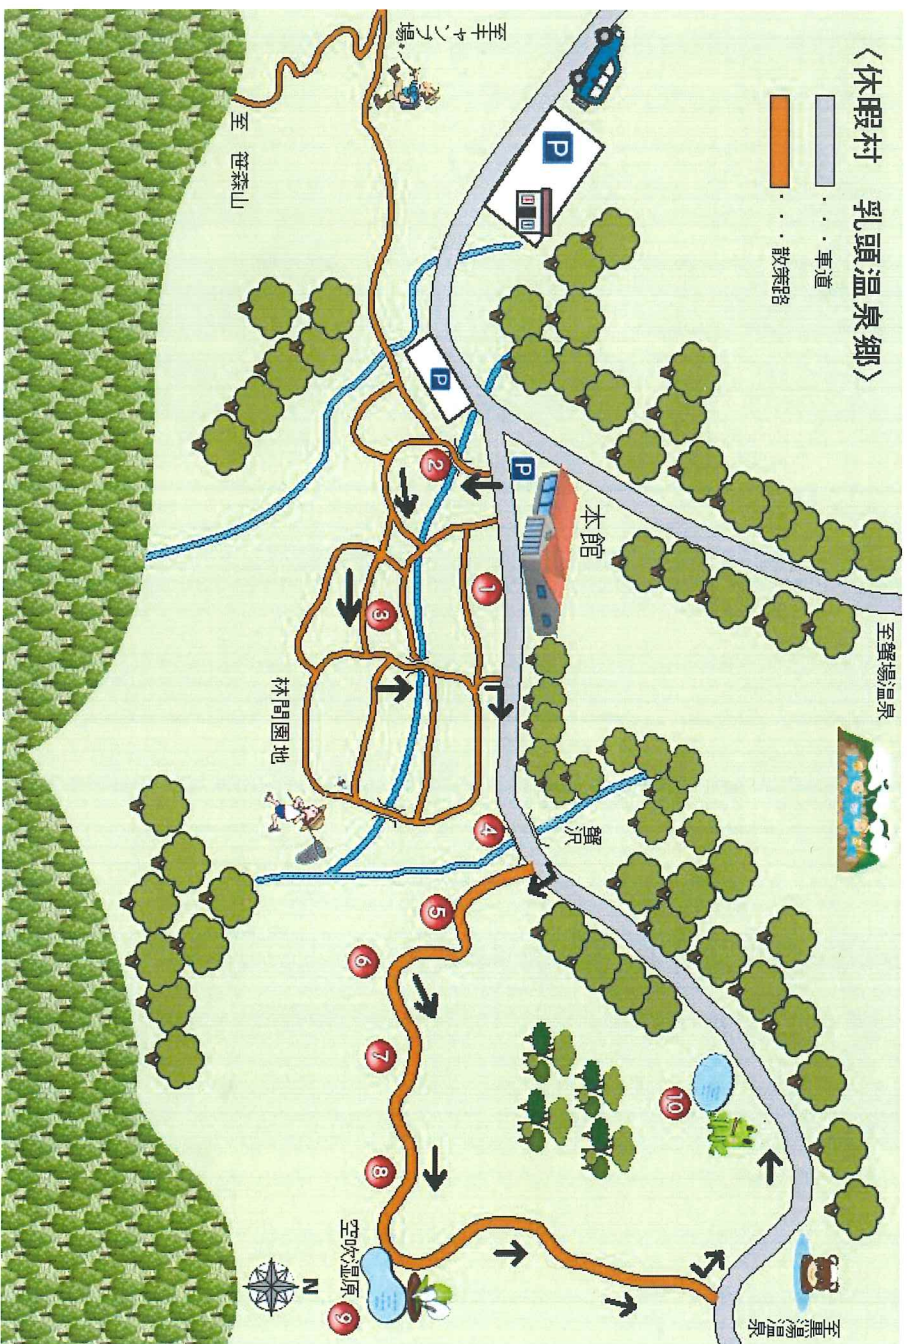 〈休暇村　乳頭温泉郷〉
・・・車道
・・・散策路
至キャンプ場
至 笹森山
P
P
P
本館
至蟹場温泉
林間園地
蟹沢
空吹湿原
至黒湯温泉
N
1
2
3
4
5
6
7
8
9
10